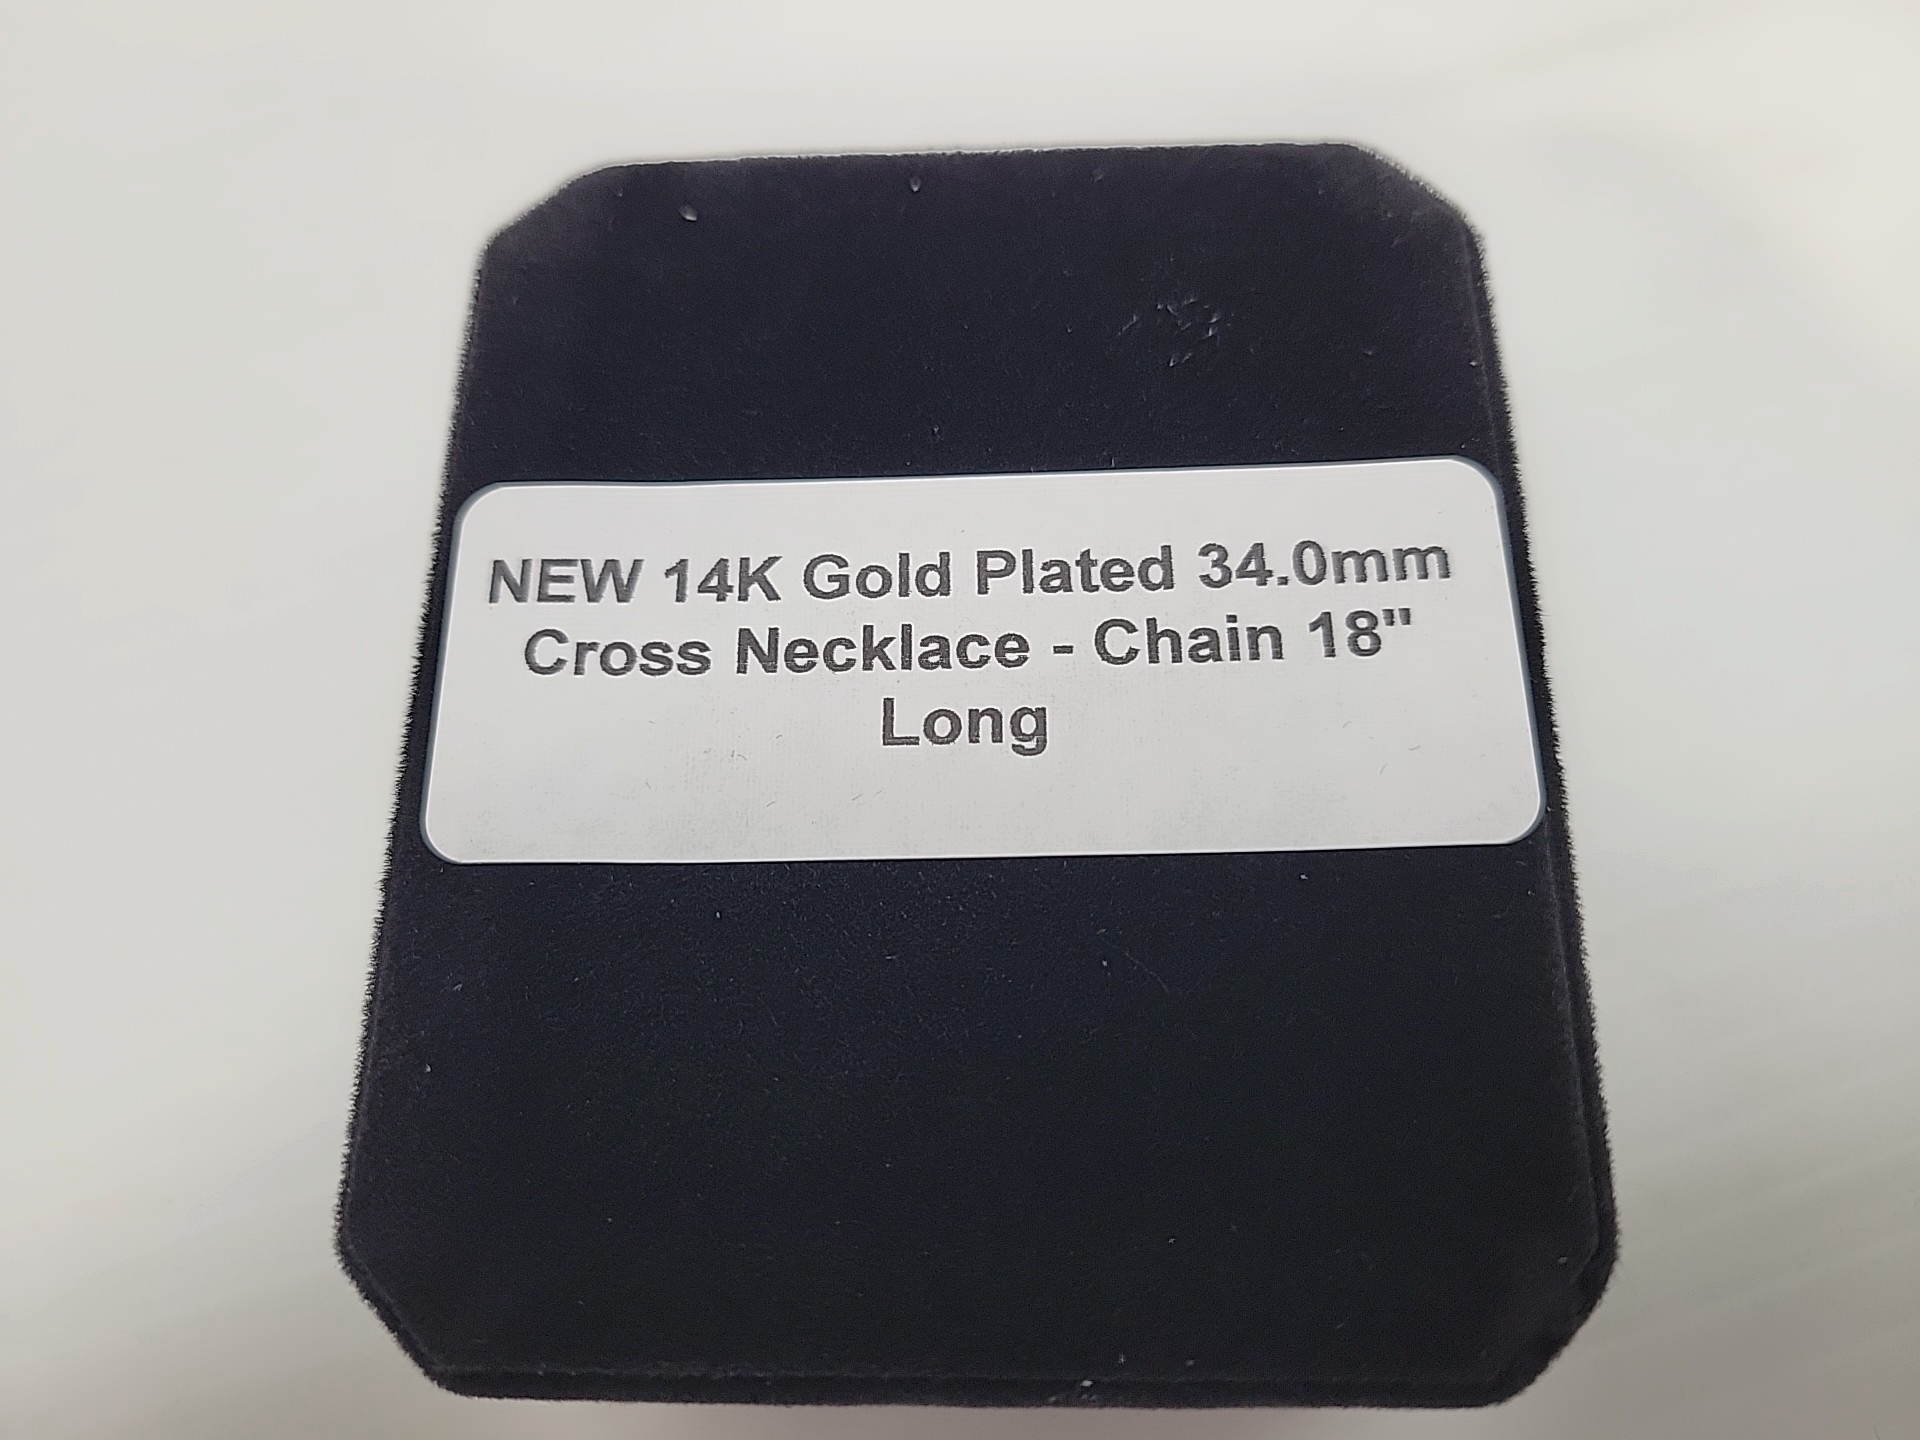 NEW 14K Gold Plated 34.0mm
Cross Necklace - Chain 18"
Long